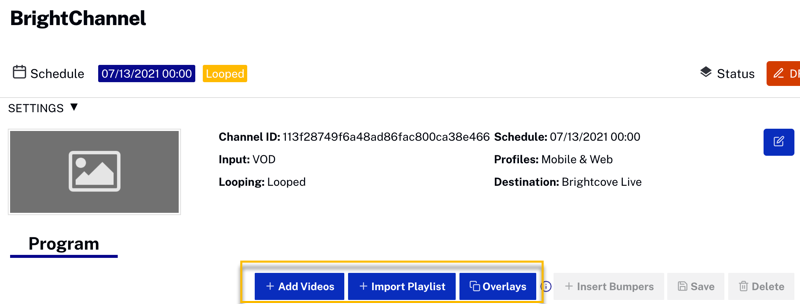 BrightChannel
Schedule 07/13/2021 00:00 Looped Status
SETTINGS ▼
Channel ID: 113f28749f6a48ad86fac800ca38e466 Schedule: 07/13/2021 00:00
Input: VOD Profiles: Mobile & Web
Looping: Looped Destination: Brightcove Live
Program
+ Add Videos + Import Playlist Overlays + Insert Bumpers Save Delete